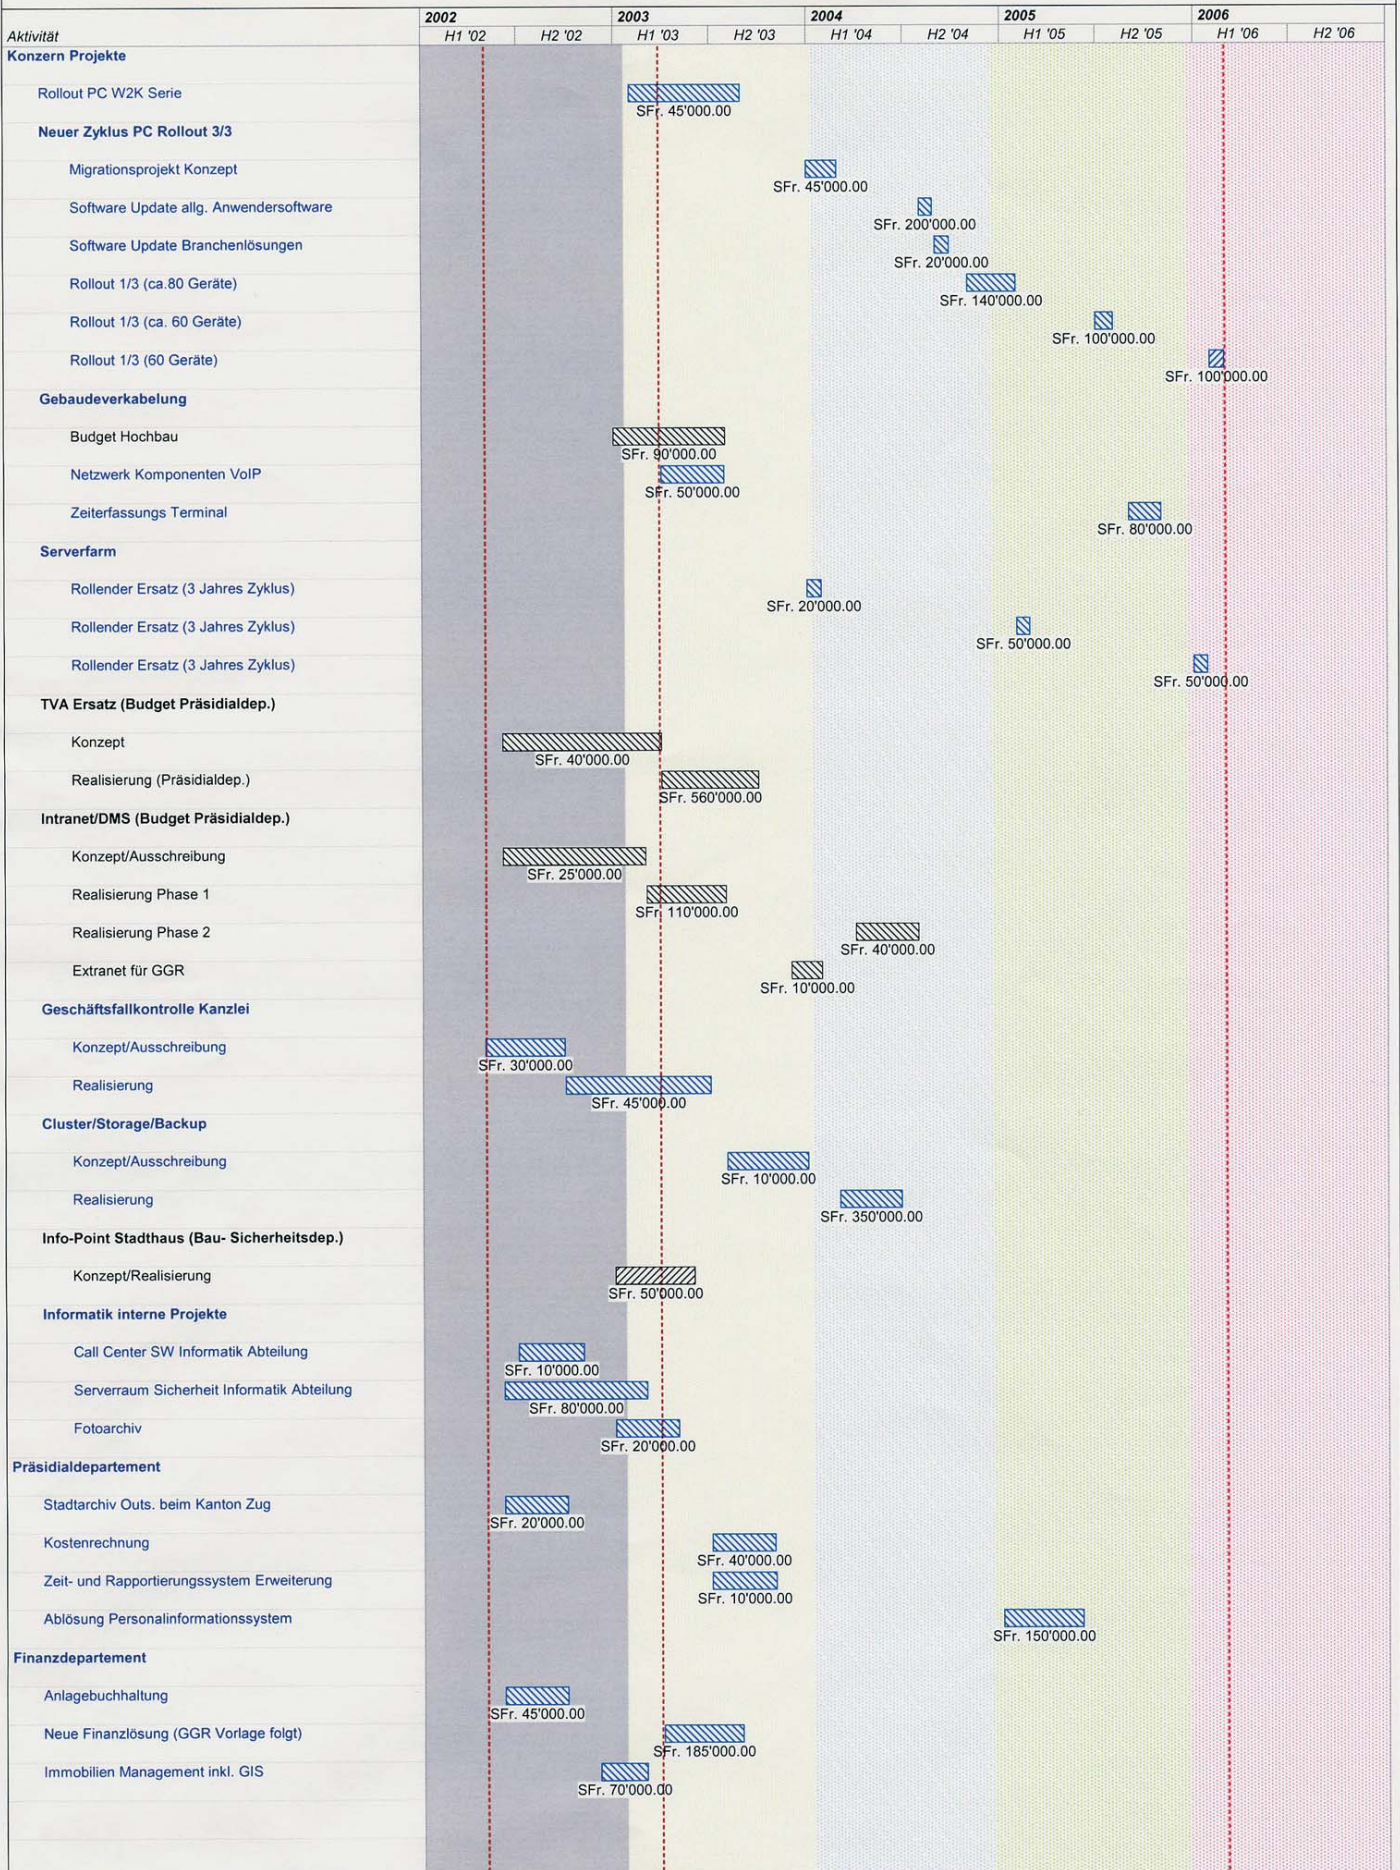 2002 2003 2004 2005 2006
Aktivität H1 '02 H2 '02 H1 '03 H2 '03 H1 '04 H2 '04 H1 '05 H2 '05 H1 '06 H2 '06
Konzern Projekte
Rollout PC W2K Serie
SFr. 45'000.00
Neuer Zyklus PC Rollout 3/3
Migrationsprojekt Konzept
SFr. 45'000.00
Software Update allg. Anwendersoftware
SFr. 200'000.00
Software Update Branchenlösungen
SFr. 20'000.00
Rollout 1/3 (ca.80 Geräte)
SFr. 140'000.00
Rollout 1/3 (ca. 60 Geräte)
SFr. 100'000.00
Rollout 1/3 (60 Geräte)
SFr. 100'000.00
Gebaudeverkabelung
Budget Hochbau
SFr. 90'000.00
Netzwerk Komponenten VoIP
SFr. 50'000.00
Zeiterfassungs Terminal
SFr. 80'000.00
Serverfarm
Rollender Ersatz (3 Jahres Zyklus)
SFr. 20'000.00
Rollender Ersatz (3 Jahres Zyklus)
SFr. 50'000.00
Rollender Ersatz (3 Jahres Zyklus)
SFr. 50'000.00
TVA Ersatz (Budget Präsidialdep.)
Konzept
SFr. 40'000.00
Realisierung (Präsidialdep.)
SFr. 560'000.00
Intranet/DMS (Budget Präsidialdep.)
Konzept/Ausschreibung
SFr. 25'000.00
Realisierung Phase 1
SFr. 110'000.00
Realisierung Phase 2
SFr. 40'000.00
Extranet für GGR
SFr. 10'000.00
Geschäftsfallkontrolle Kanzlei
Konzept/Ausschreibung
SFr. 30'000.00
Realisierung
SFr. 45'000.00
Cluster/Storage/Backup
Konzept/Ausschreibung
SFr. 10'000.00
Realisierung
SFr. 350'000.00
Info-Point Stadthaus (Bau- Sicherheitsdep.)
Konzept/Realisierung
SFr. 50'000.00
Informatik interne Projekte
Call Center SW Informatik Abteilung
SFr. 10'000.00
Serverraum Sicherheit Informatik Abteilung
SFr. 80'000.00
Fotoarchiv
SFr. 20'000.00
Präsidialdepartement
Stadtarchiv Outs. beim Kanton Zug
SFr. 20'000.00
Kostenrechnung
SFr. 40'000.00
Zeit- und Rapportierungssystem Erweiterung
SFr. 10'000.00
Ablösung Personalinformationssystem
SFr. 150'000.00
Finanzdepartement
Anlagebuchhaltung
SFr. 45'000.00
Neue Finanzlösung (GGR Vorlage folgt)
SFr. 185'000.00
Immobilien Management inkl. GIS
SFr. 70'000.00